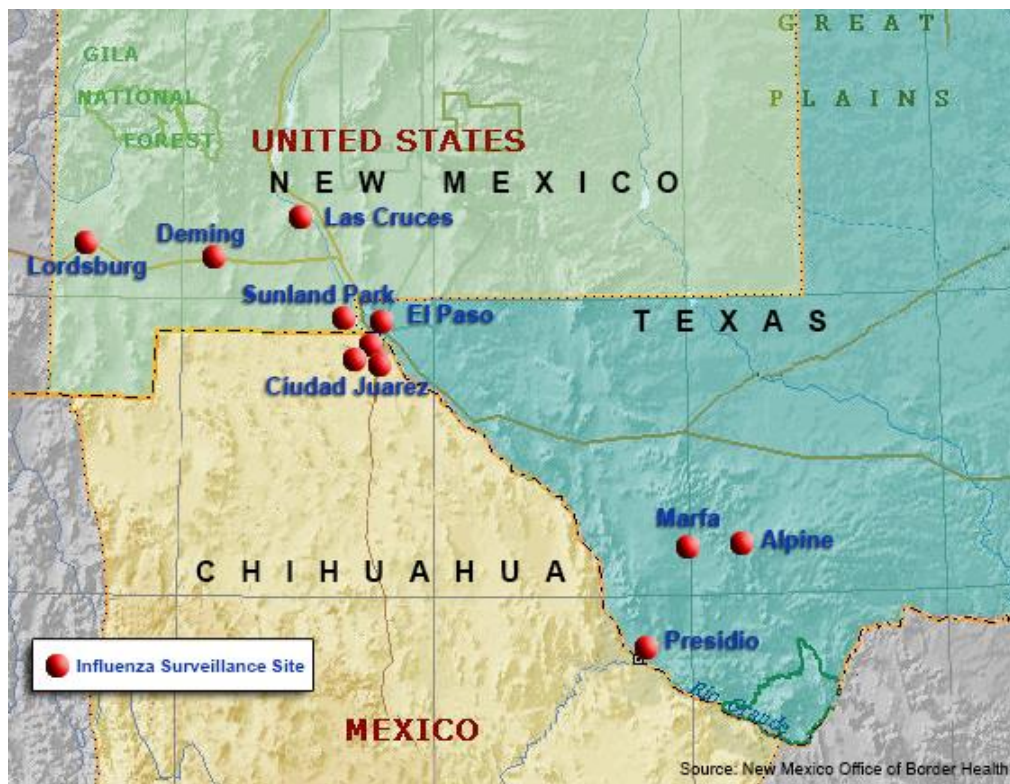 GREAT
PLAINS
GILA
NATIONAL
FOREST
UNITED STATES
NEW MEXICO
Las Cruces
Deming
Lordsburg
Sunland Park
El Paso
TEXAS
Ciudad Juarez
Marfa
Alpine
CHIHUAHUA
Presidio
Influenza Surveillance Site
Rio Grande
MEXICO
Source: New Mexico Office of Border Health